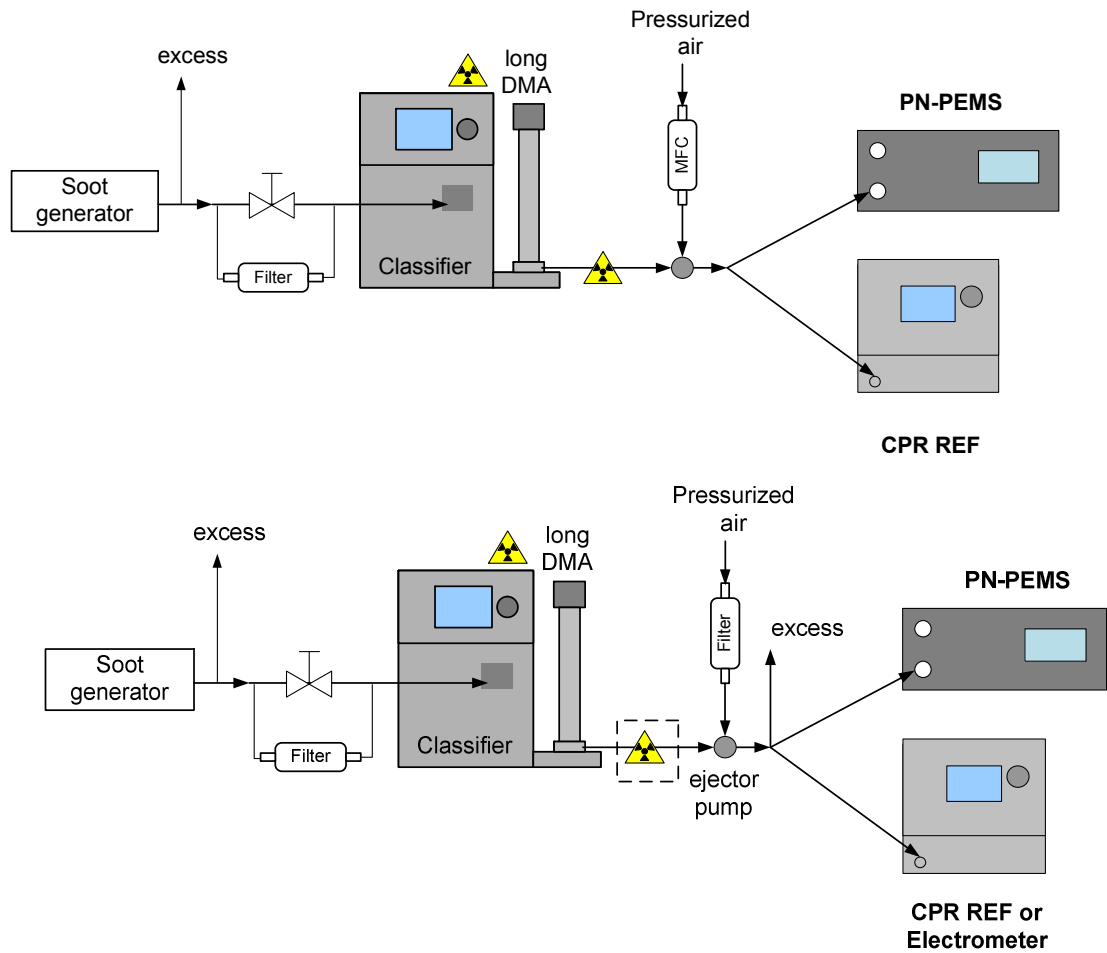 Pressurized
air
excess
long
DMA
PN-PEMS
MFC
Soot
generator
Filter
Classifier
CPR REF
Pressurized
air
excess
long
DMA
PN-PEMS
Filter
excess
Soot
generator
Filter
Classifier
ejector
pump
CPR REF or
Electrometer